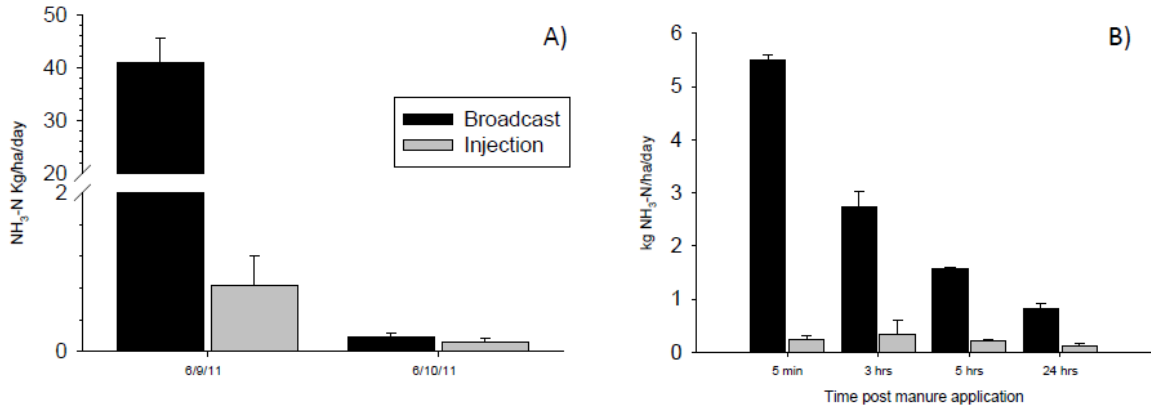 A)
NH3-N Kg/ha/day
50
40
30
20
2
0
Broadcast
Injection
6/9/11
6/10/11
B)
kg NH3-N/ha/day
6
5
4
3
2
1
0
5 min
3 hrs
5 hrs
24 hrs
Time post manure application